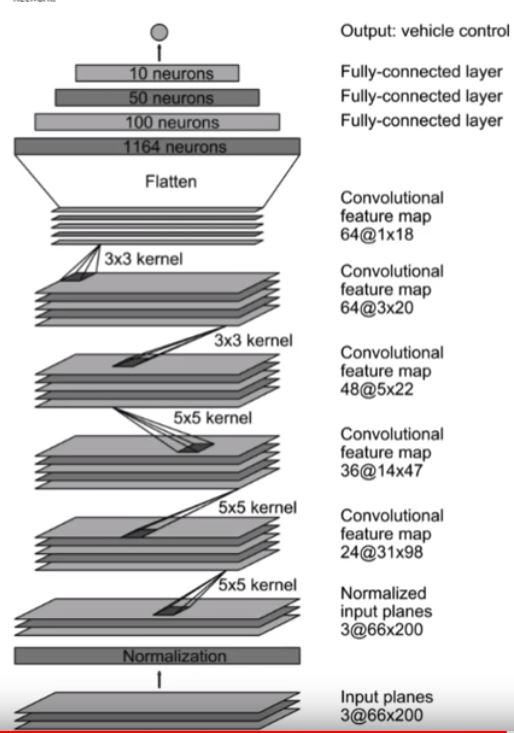 Output: vehicle control
10 neurons
Fully-connected layer
50 neurons
Fully-connected layer
100 neurons
Fully-connected layer
1164 neurons
Flatten
Convolutional
feature map
64@1x18
3x3 kernel
Convolutional
feature map
64@3x20
3x3 kernel
Convolutional
feature map
48@5x22
5x5 kernel
Convolutional
feature map
36@14x47
5x5 kernel
Convolutional
feature map
24@31x98
5x5 kernel
Normalized
input planes
3@66x200
Normalization
Input planes
3@66x200